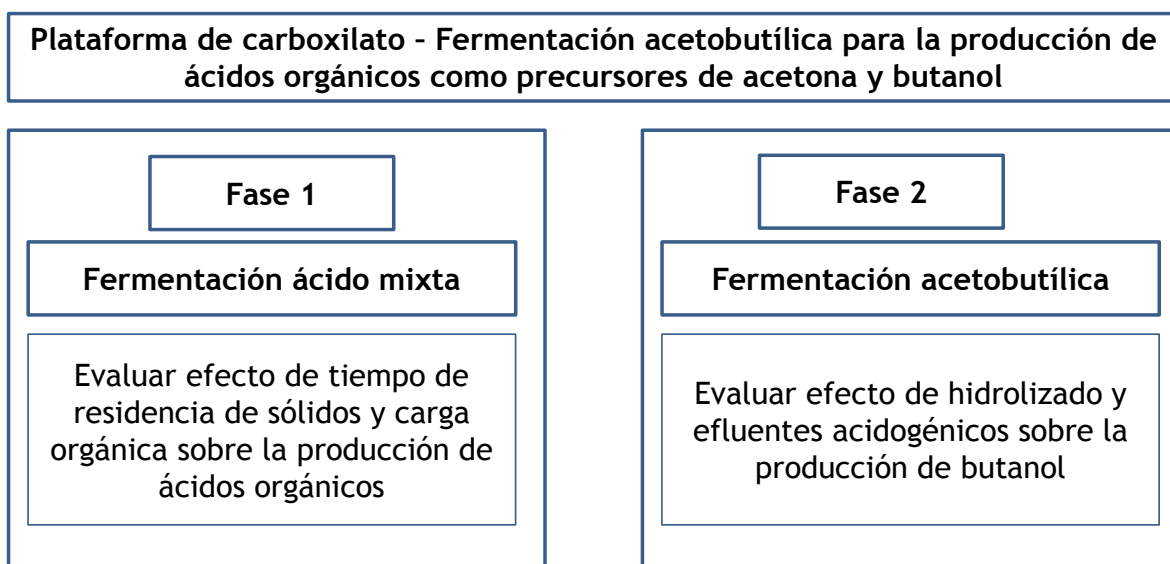 Plataforma de carboxilato – Fermentación acetobutílica para la producción de
ácidos orgánicos como precursores de acetona y butanol
Fase 1
Fermentación ácido mixta
Evaluar efecto de tiempo de
residencia de sólidos y carga
orgánica sobre la producción de
ácidos orgánicos
Fase 2
Fermentación acetobutílica
Evaluar efecto de hidrolizado y
efluentes acidogénicos sobre la
producción de butanol